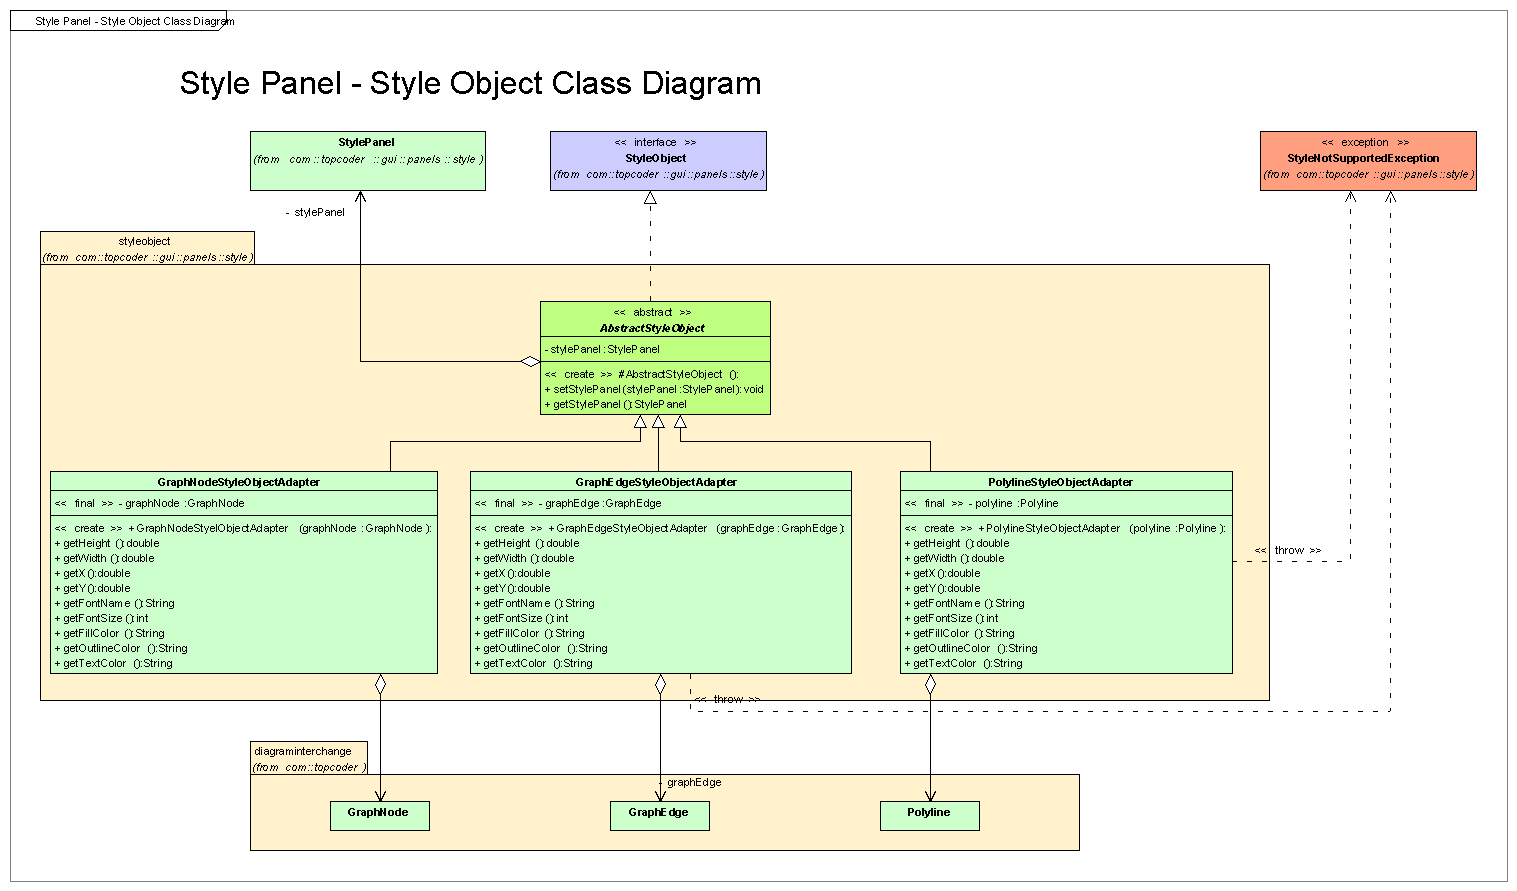 Style Panel - Style Object Class Diagram
Style Panel - Style Object Class Diagram
StylePanel
(from com::topcoder::gui::panels::style)
<< interface >>
StyleObject
(from com::topcoder::gui::panels::style)
<< exception >>
StyleNotSupportedException
(from com::topcoder::gui::panels::style)
- stylePanel
styleobject
(from com::topcoder::gui::panels::style)
<< abstract >>
AbstractStyleObject
- stylePanel : StylePanel
<< create >> #AbstractStyleObject ():
+ setStylePanel(stylePanel:StylePanel):void
+ getStylePanel():StylePanel
GraphNodeStyleObjectAdapter
<< final >> - graphNode : GraphNode
<< create >> +GraphNodeStyelObjectAdapter (graphNode : GraphNode):
+ getHeight ():double
+ getWidth ():double
+ getX():double
+ getY():double
+ getFontName ():String
+ getFontSize ():int
+ getFillColor ():String
+ getOutlineColor ():String
+ getTextColor ():String
GraphEdgeStyleObjectAdapter
<< final >> - graphEdge : GraphEdge
<< create >> +GraphEdgeStyleObjectAdapter (graphEdge : GraphEdge):
+ getHeight ():double
+ getWidth ():double
+ getX():double
+ getY():double
+ getFontName ():String
+ getFontSize ():int
+ getFillColor ():String
+ getOutlineColor ():String
+ getTextColor ():String
PolylineStyleObjectAdapter
<< final >> - polyline : Polyline
<< create >> +PolylineStyleObjectAdapter (polyline : Polyline):
+ getHeight ():double
+ getWidth ():double
+ getX():double
+ getY():double
+ getFontName ():String
+ getFontSize ():int
+ getFillColor ():String
+ getOutlineColor ():String
+ getTextColor ():String
<< throw >>
<< throw >>
diagraminterchange
(from com::topcoder)
- graphEdge
GraphNode
GraphEdge
Polyline